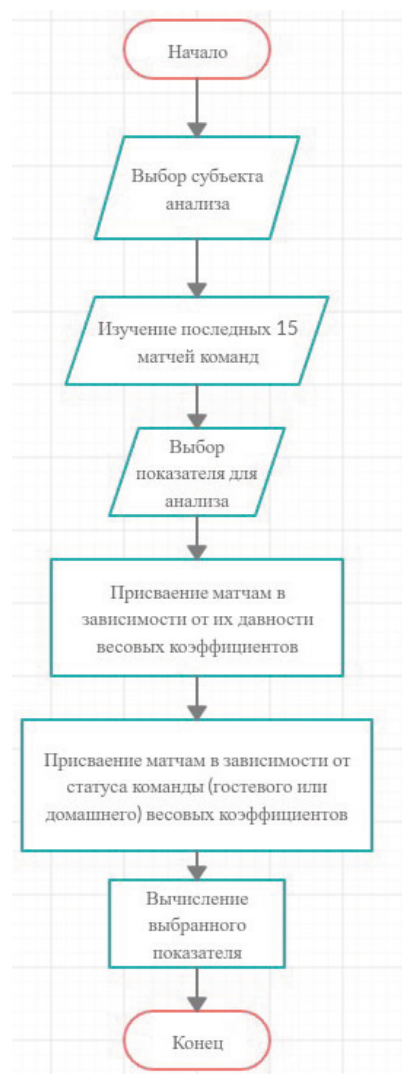 Начало
Выбор субъекта
анализа
Изучение последных 15
матчей команд
Выбор
показателя для
анализа
Присваение матчам в
зависимости от их давности
весовых коэффициентов
Присваение матчам в зависимости от
статуса команды (гостевого или
домашнего) весовых коэффициентов
Вычисление
выбранного
показателя
Конец